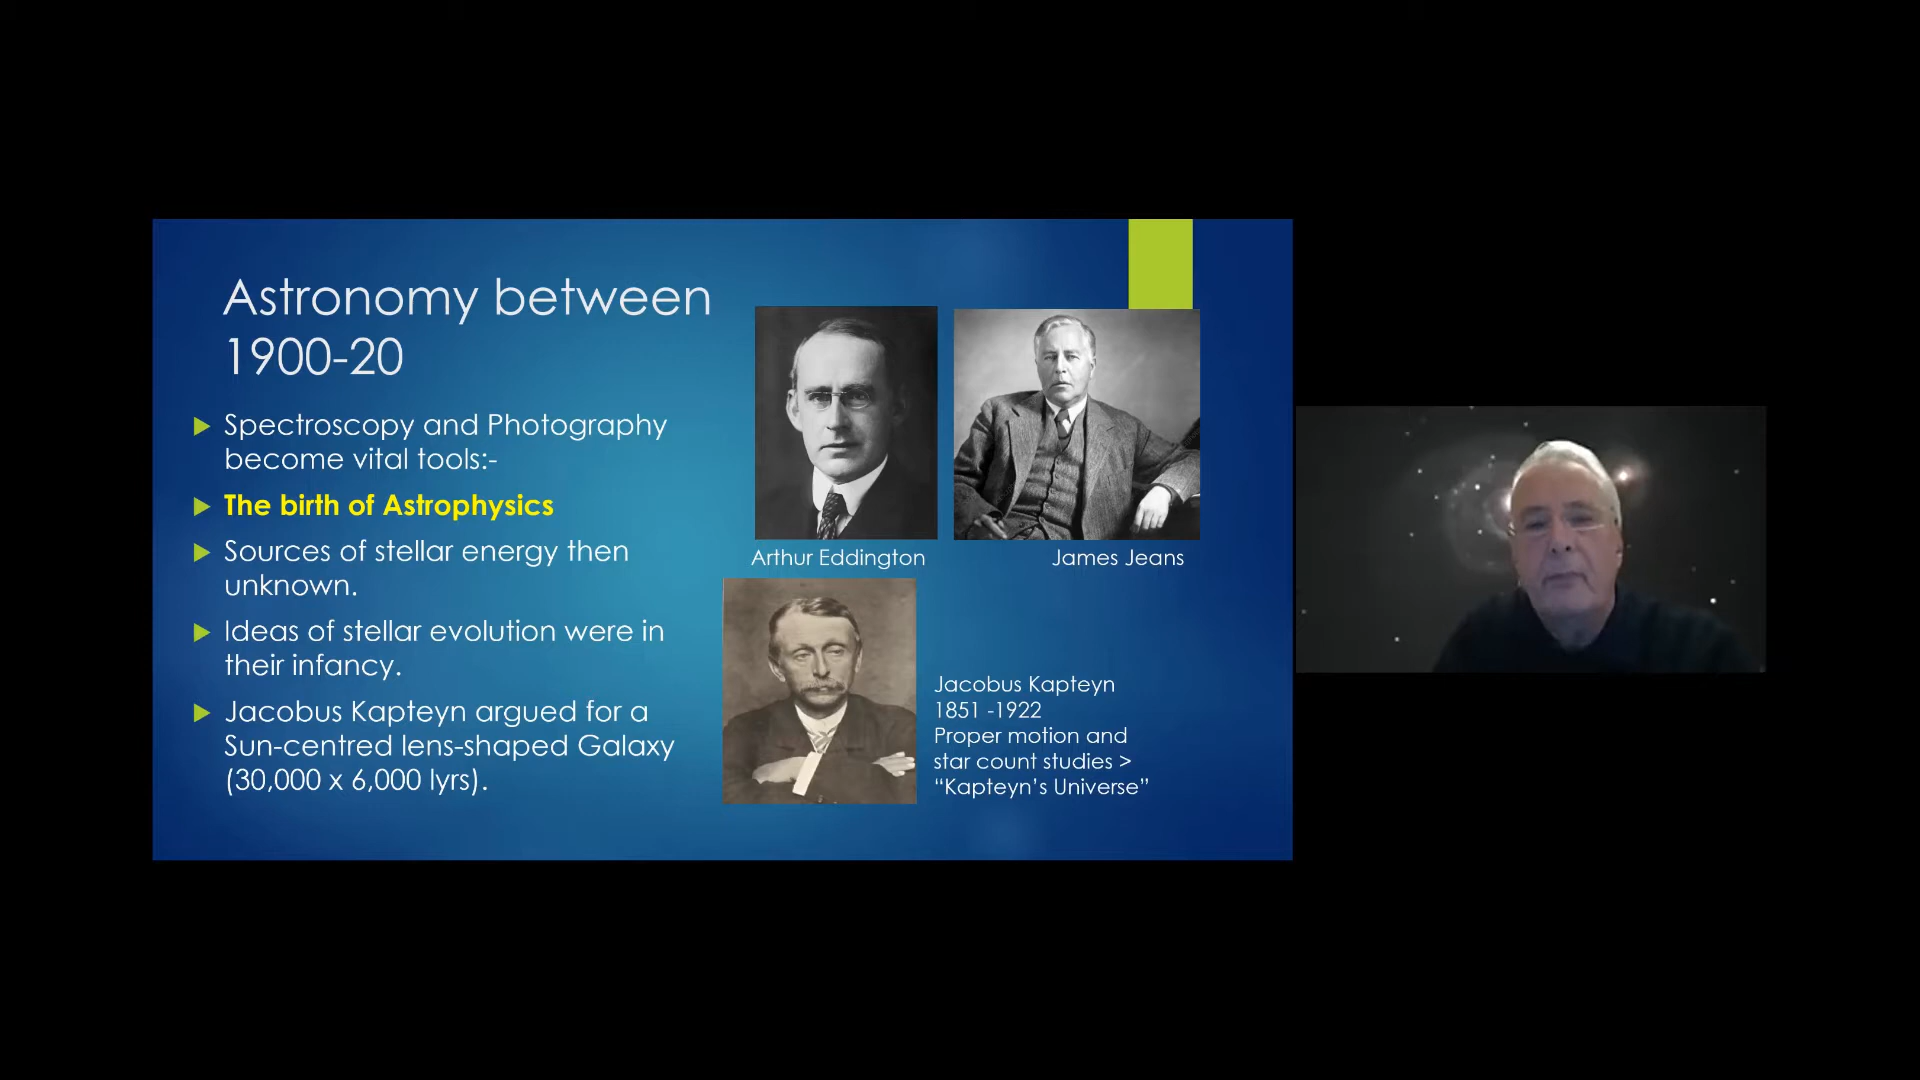 Astronomy between
1900-20
Spectroscopy and Photography
become vital tools:-
The birth of Astrophysics
Sources of stellar energy then
unknown.
Ideas of stellar evolution were in
their infancy.
Jacobus Kapteyn argued for a
Sun-centred lens-shaped Galaxy
(30,000 x 6,000 lyrs).
Arthur Eddington
James Jeans
Jacobus Kapteyn
1851 -1922
Proper motion and
star count studies >
“Kapteyn’s Universe”